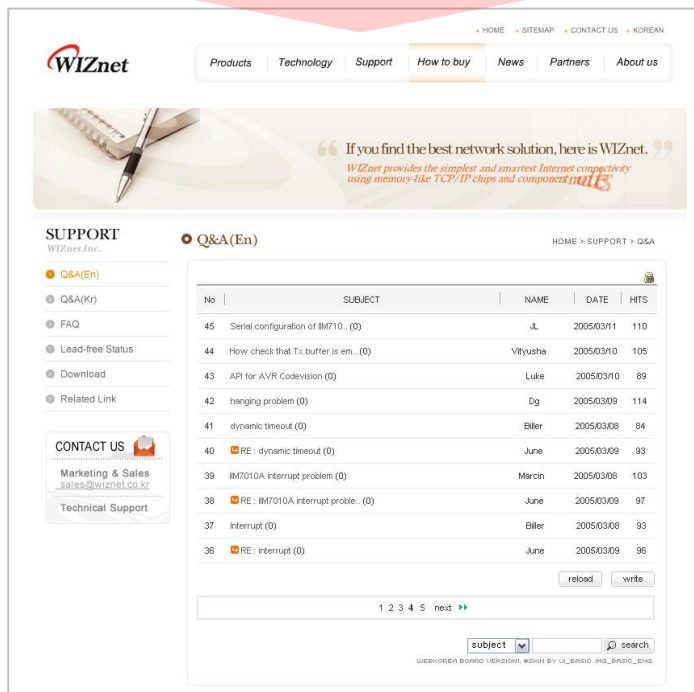 HOME SITEMAP CONTACT US KOREAN
WIZnet
Products Technology Support How to buy News Partners About us
If you find the best network solution, here is WIZnet.
WIZnet provides the simplest and smartest Internet connectivity
using memory-like TCP/IP chips and component
SUPPORT
WIZnet,Inc.
Q&A(En)
Q&A(Kr)
FAQ
Lead-free Status
Download
Related Link
CONTACT US
Marketing & Sales
sales@wiznet.co.kr
Technical Support
Q&A(En)
HOME > SUPPORT > Q&A
No SUBJECT NAME DATE HITS
45 Serial configuration of IIM710.. (0) JL 2005/03/11 110
44 How check that Tx buffer is em.. (0) Vityusha 2005/03/10 105
43 API for AVR Codevision (0) Luke 2005/03/10 89
42 hanging problem (0) Dg 2005/03/09 114
41 dynamic timeout (0) Biller 2005/03/08 84
40 RE : dynamic timeout (0) June 2005/03/09 93
39 IIM7010A interrupt problem (0) Marcin 2005/03/08 103
38 RE : IIM7010A interrupt proble.. (0) June 2005/03/09 97
37 Interrupt (0) Biller 2005/03/08 93
36 RE : interrupt (0) June 2005/03/09 96
reload write
1 2 3 4 5 next
subject search
WEBKOREA BOARD VERSION1. #SKIN BY UI_BASIC. IMG_BASIC_ENG.